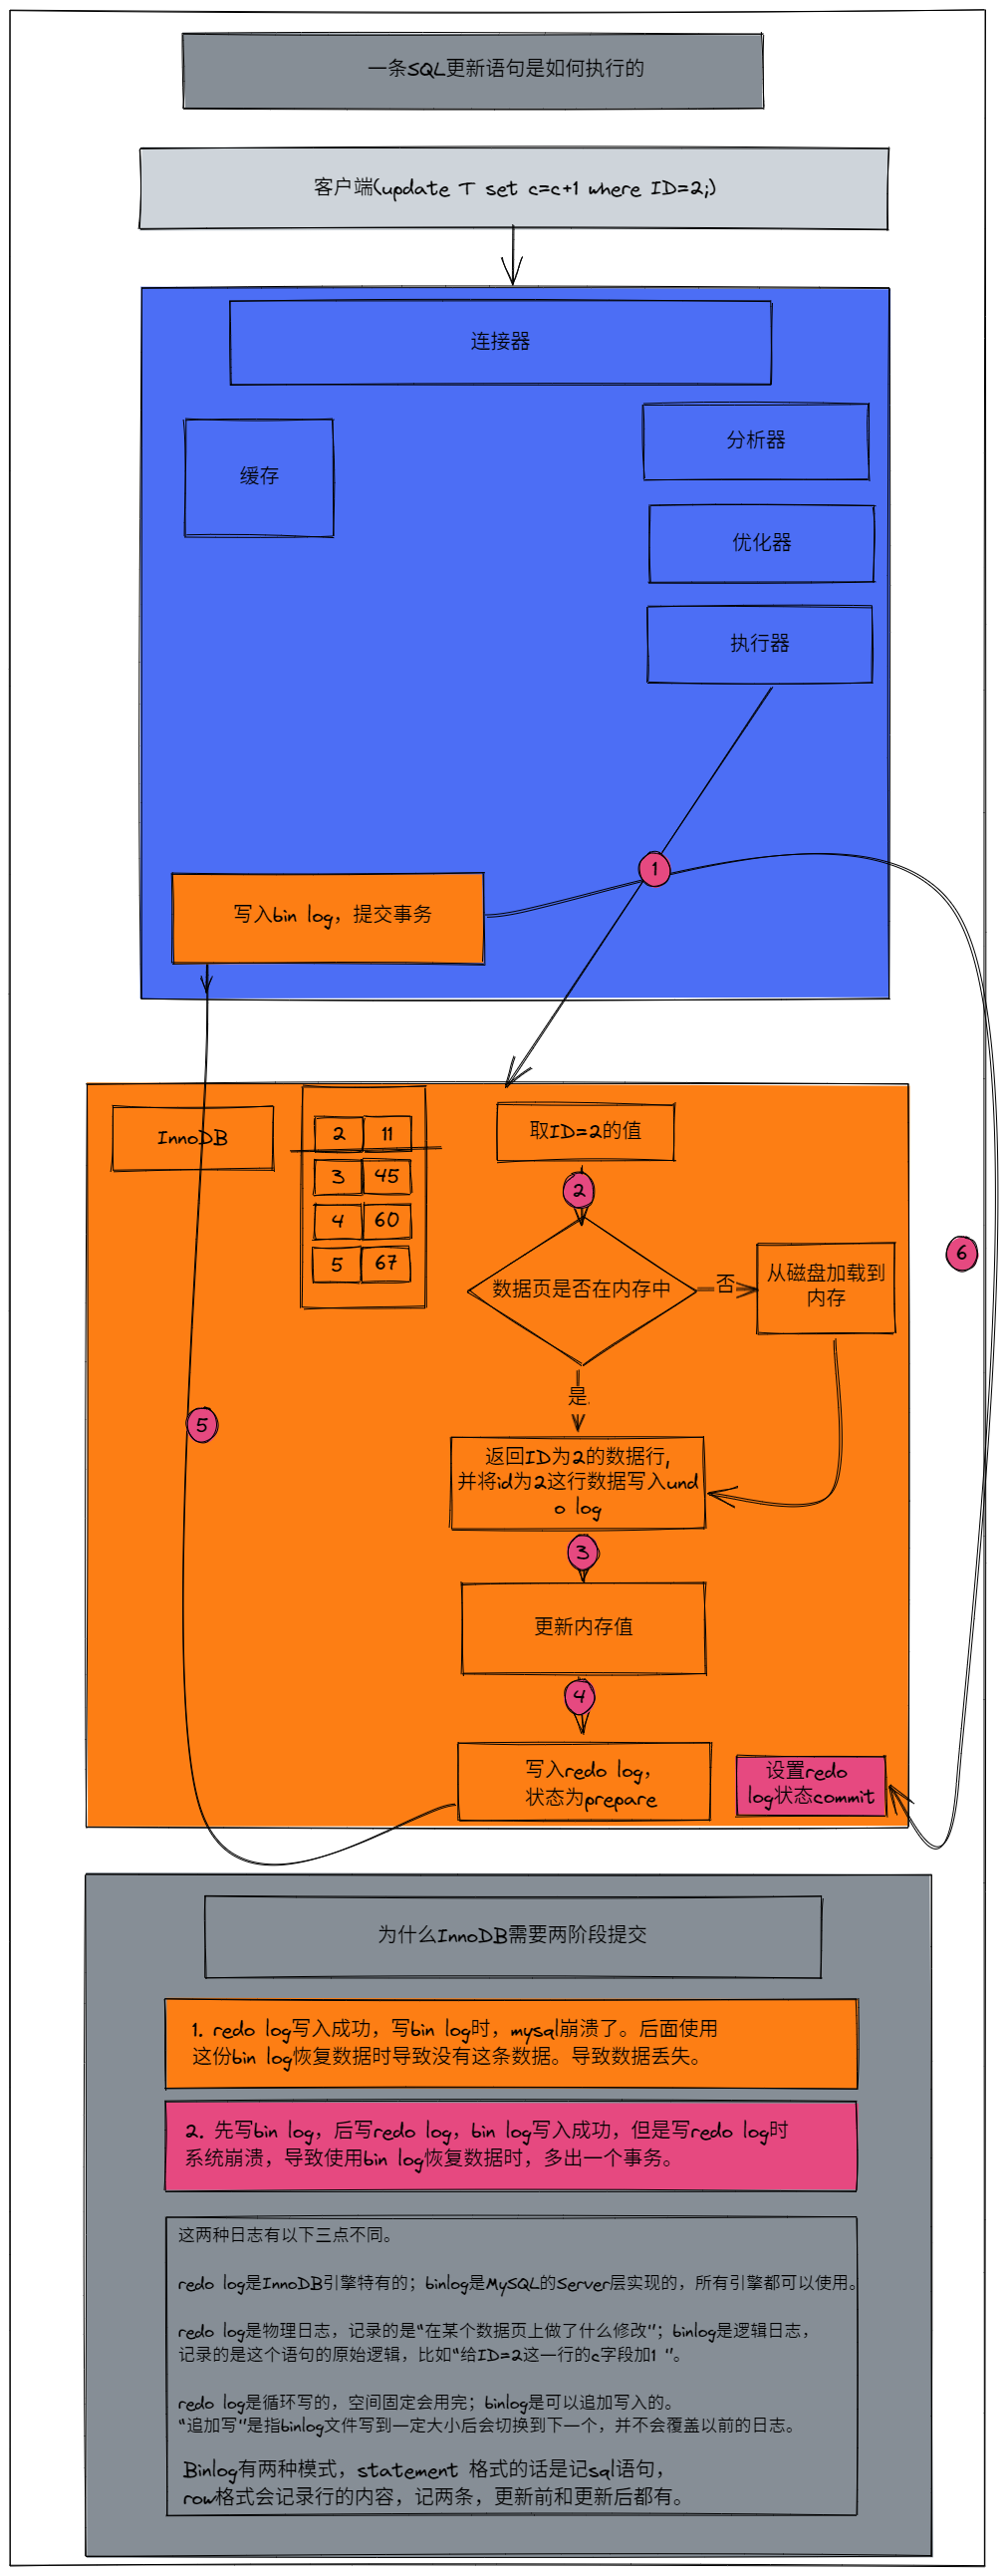 一条SQL更新语句是如何执行的
客户端(update T set c=c+1 where ID=2;)
连接器
缓存
分析器
优化器
执行器
1
写入bin log，提交事务
InnoDB
2 11
3 45
4 60
5 67
取ID=2的值
2
数据页是否在内存中
否
从磁盘加载到
内存
6
是
5
返回ID为2的数据行，
并将id为2这行数据写入und
o log
3
更新内存值
4
写入redo log，
状态为prepare
设置redo
log状态commit
为什么InnoDB需要两阶段提交
1. redo log写入成功，写bin log时，mysql崩溃了。后面使用
这份bin log恢复数据时导致没有这条数据。导致数据丢失。
2. 先写bin log，后写redo log，bin log写入成功，但是写redo log时
系统崩溃，导致使用bin log恢复数据时，多出一个事务。
这两种日志有以下三点不同。
redo log是InnoDB引擎特有的；binlog是MySQL的Server层实现的，所有引擎都可以使用。
redo log是物理日志，记录的是“在某个数据页上做了什么修改”；binlog是逻辑日志，
记录的是这个语句的原始逻辑，比如“给ID=2这一行的c字段加1 ”。
redo log是循环写的，空间固定会用完；binlog是可以追加写入的。
“追加写”是指binlog文件写到一定大小后会切换到下一个，并不会覆盖以前的日志。
Binlog有两种模式，statement 格式的话是记sql语句，
row格式会记录行的内容，记两条，更新前和更新后都有。